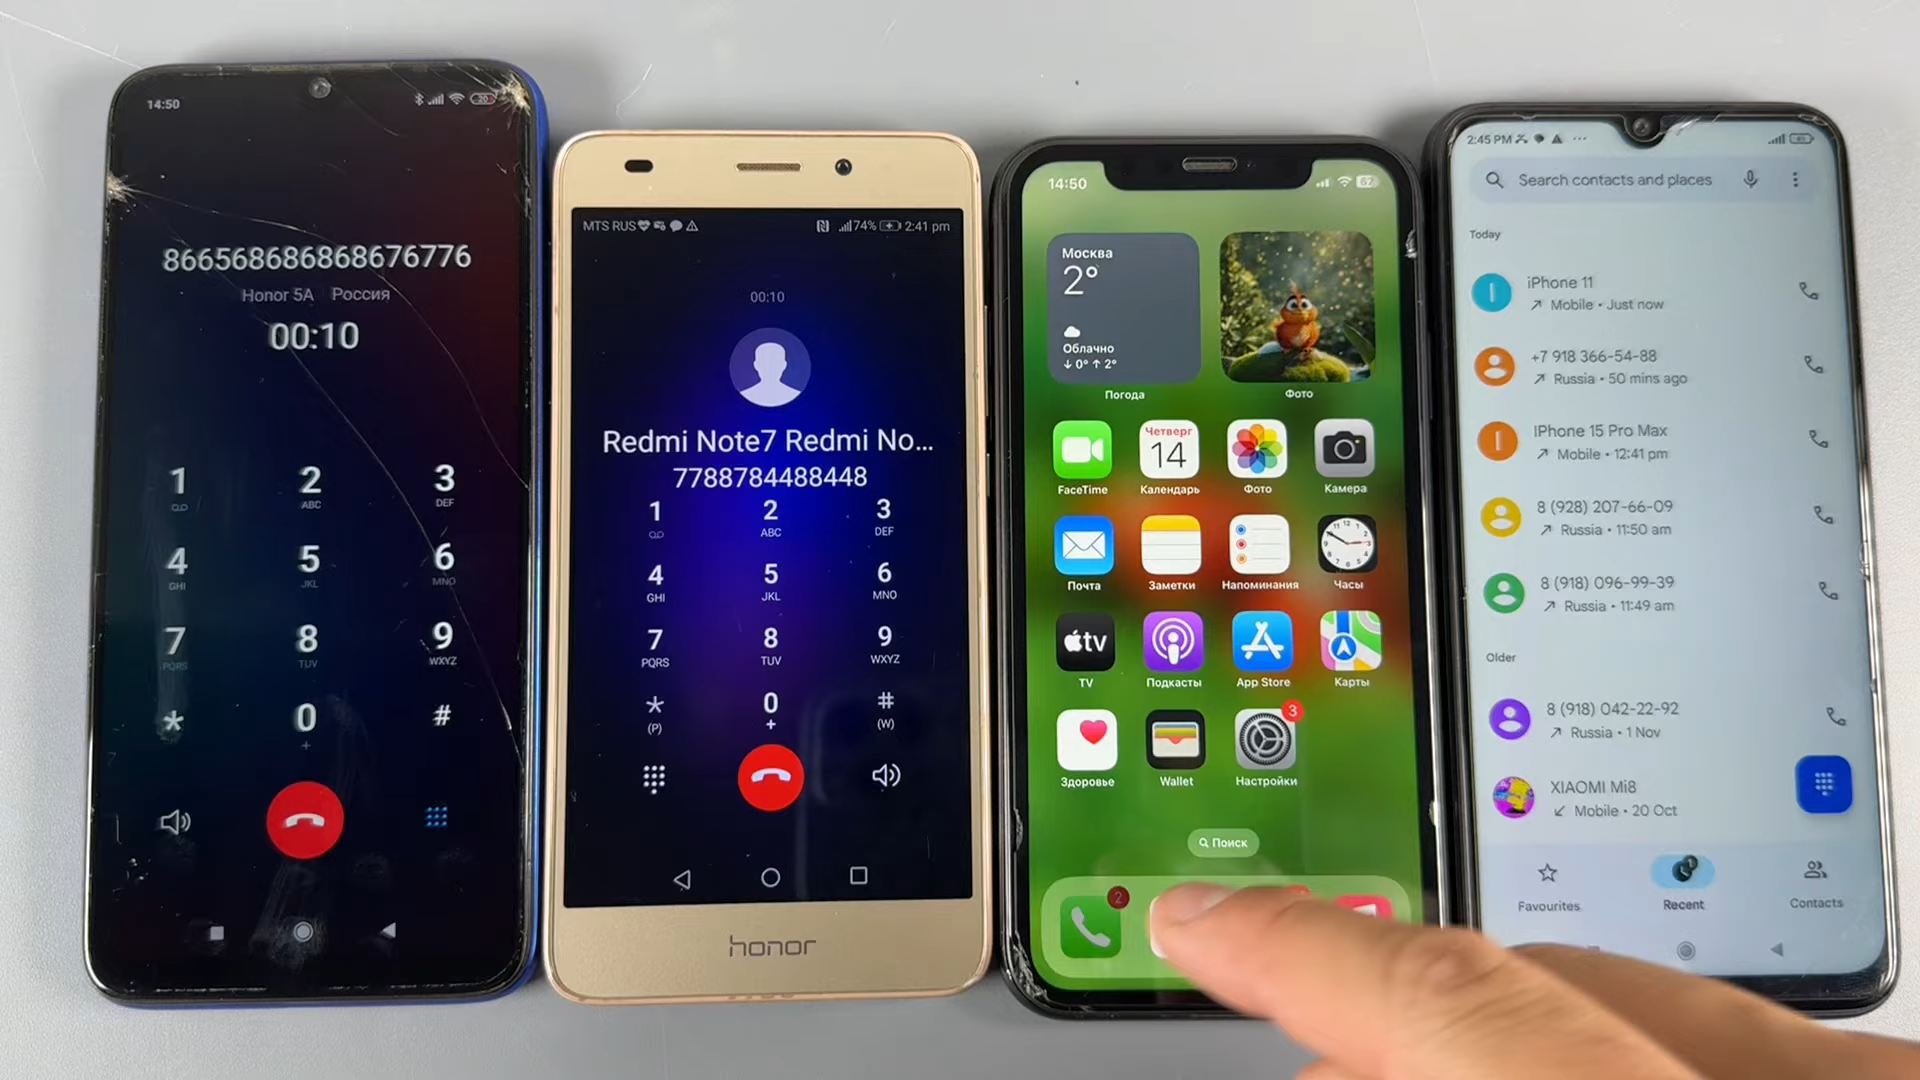 14:50
20
866568686868676776
Honor 5A Россия
00:10
1
2 ABC
3 DEF
4 GHI
5 JKL
6 MNO
7 PQRS
8 TUV
9 WXYZ
*
0 +
#
MTS RUS
74% 2:41 pm
00:10
Redmi Note7 Redmi No...
7788784488448
1
2 ABC
3 DEF
4 GHI
5 JKL
6 MNO
7 PQRS
8 TUV
9 WXYZ
* (P)
0 +
# (W)
honor
14:50
67
Москва
2°
Облачно
↓0° ↑2°
Погода
Фото
Четверг
14
FaceTime
Календарь
Фото
Камера
Почта
Заметки
Напоминания
Часы
tv
TV
Подкасты
App Store
Карты
3
Здоровье
Wallet
Настройки
Поиск
2
2:45 PM
Search contacts and places
Today
I
iPhone 11
Mobile • Just now
+7 918 366-54-88
Russia • 50 mins ago
I
IPhone 15 Pro Max
Mobile • 12:41 pm
8 (928) 207-66-09
Russia • 11:50 am
8 (918) 096-99-39
Russia • 11:49 am
Older
8 (918) 042-22-92
Russia • 1 Nov
XIAOMI Mi8
Mobile • 20 Oct
Favourites
Recent
Contacts